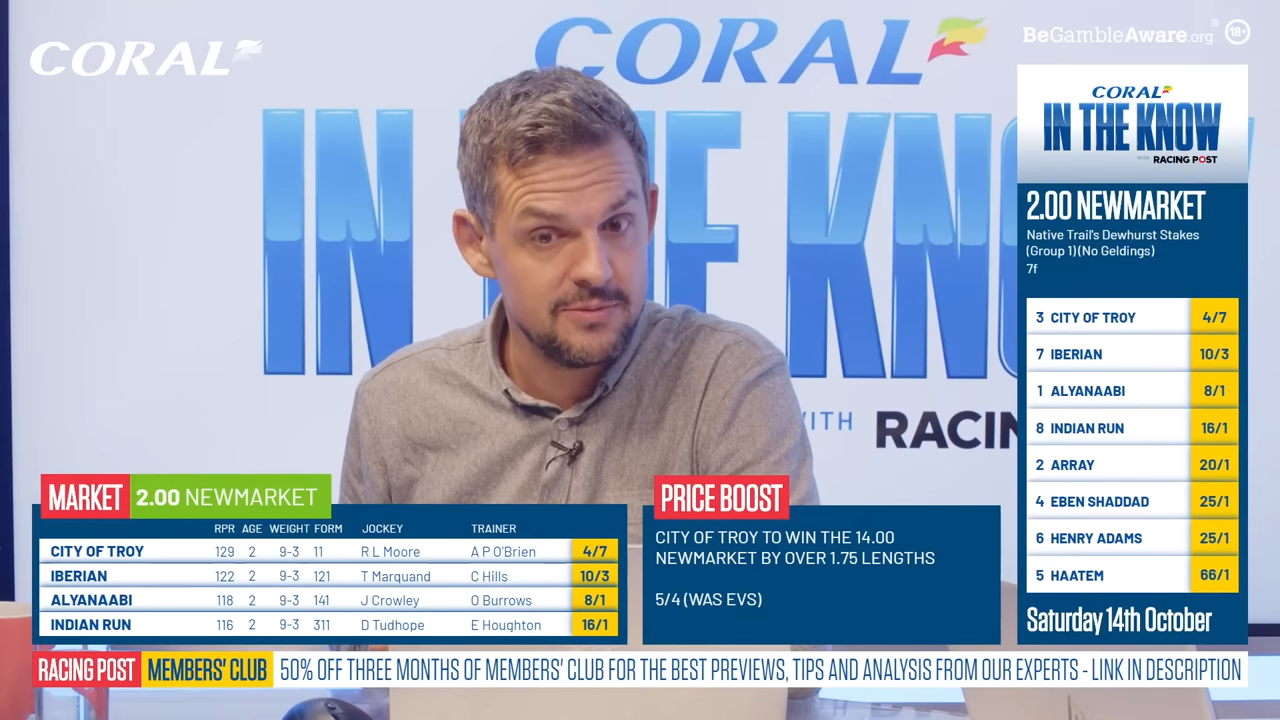 CORAL
CORAL
BeGambleAware.org® 18+
IN THE KNOW
WITH RACIN
CORAL
IN THE KNOW
WITH RACING POST
2.00 NEWMARKET
Native Trail's Dewhurst Stakes
(Group 1)(No Geldings)
7f
3 CITY OF TROY 4/7
7 IBERIAN 10/3
1 ALYANAABI 8/1
8 INDIAN RUN 16/1
2 ARRAY 20/1
4 EBEN SHADDAD 25/1
6 HENRY ADAMS 25/1
5 HAATEM 66/1
Saturday 14th October
MARKET 2.00 NEWMARKET
RPR AGE WEIGHT FORM JOCKEY TRAINER
CITY OF TROY 129 2 9-3 11 R L Moore A P O'Brien 4/7
IBERIAN 122 2 9-3 121 T Marquand C Hills 10/3
ALYANAABI 118 2 9-3 141 J Crowley O Burrows 8/1
INDIAN RUN 116 2 9-3 311 D Tudhope E Houghton 16/1
PRICE BOOST
CITY OF TROY TO WIN THE 14.00
NEWMARKET BY OVER 1.75 LENGTHS
5/4 (WAS EVS)
RACING POST MEMBERS' CLUB 50% OFF THREE MONTHS OF MEMBERS' CLUB FOR THE BEST PREVIEWS, TIPS AND ANALYSIS FROM OUR EXPERTS - LINK IN DESCRIPTION